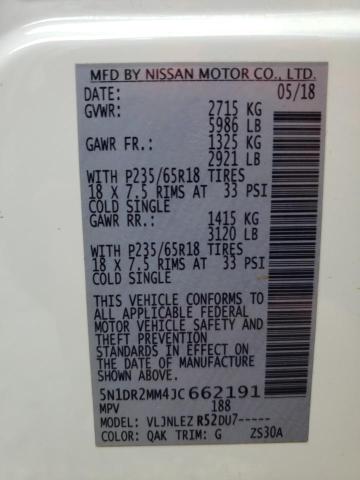 MFD BY NISSAN MOTOR CO., LTD.
DATE: 05/18
GVWR: 2715 KG
5986 LB
GAWR FR.: 1325 KG
2921 LB
WITH P235/65R18 TIRES
18 X 7.5 RIMS AT 33 PSI
COLD SINGLE
GAWR RR.: 1415 KG
3120 LB
WITH P235/65R18 TIRES
18 X 7.5 RIMS AT 33 PSI
COLD SINGLE
THIS VEHICLE CONFORMS TO
ALL APPLICABLE FEDERAL
MOTOR VEHICLE SAFETY AND
THEFT PREVENTION
STANDARDS IN EFFECT ON
THE DATE OF MANUFACTURE
SHOWN ABOVE.
5N1DR2MM4JC662191
MPV 188
VLJNLEZ R52DU7-----
COLOR: QAK TRIM: G ZS30A